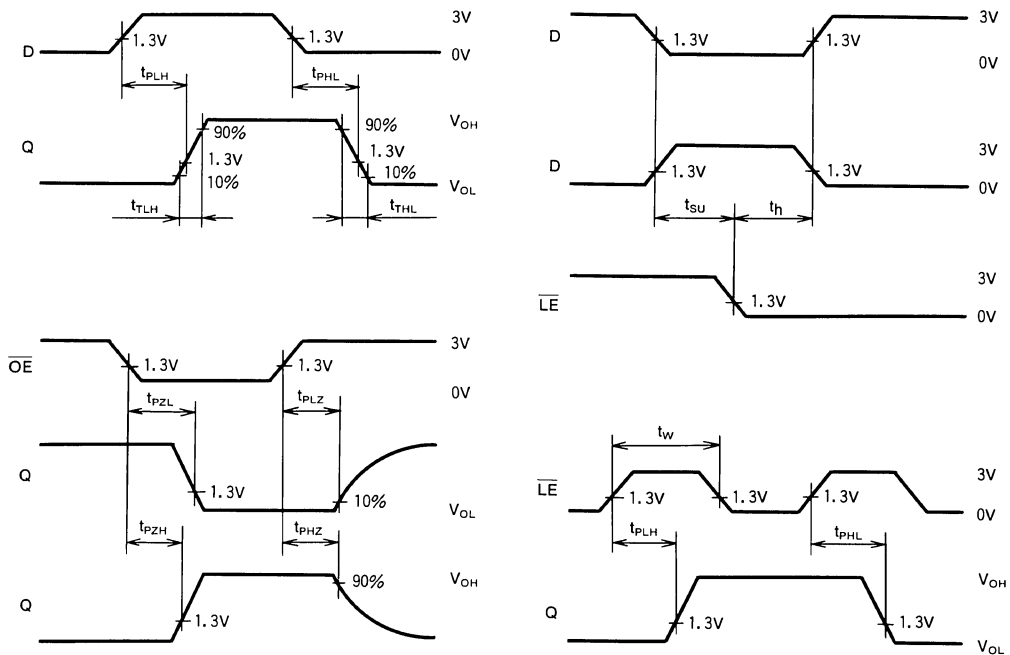 D 1.3V 1.3V 3V
0V
tPLH tPHL
Q 90% 90% VOH
1.3V 1.3V
10% 10% VOL
tTLH tTHL
OE 1.3V 1.3V 3V
0V
tPZL tPLZ
Q 1.3V 10% VOL
tPZH tPHZ
Q 1.3V 90% VOH
D 1.3V 1.3V 3V
0V
D 1.3V 1.3V 3V
0V
tSU th
LE 1.3V 3V
0V
tW
LE 1.3V 1.3V 1.3V 3V
0V
tPLH tPHL
Q 1.3V 1.3V VOH
VOL